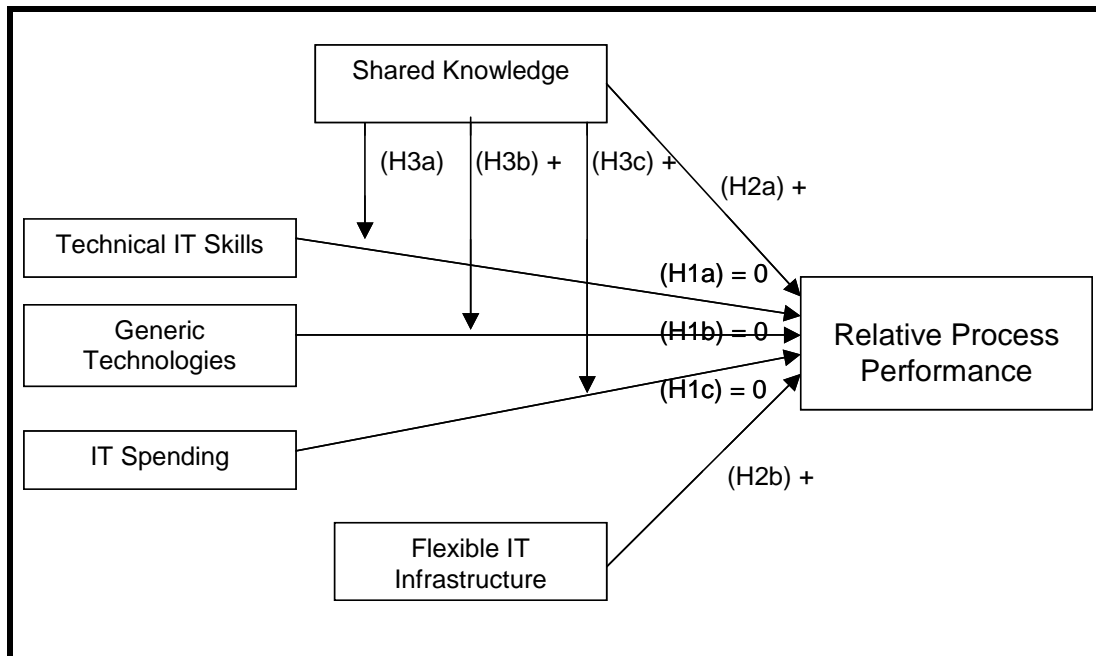 Shared Knowledge
(H3a)
(H3b) +
(H3c) +
(H2a) +
Technical IT Skills
(H1a) = 0
Generic
Technologies
(H1b) = 0
Relative Process
Performance
(H1c) = 0
IT Spending
(H2b) +
Flexible IT
Infrastructure